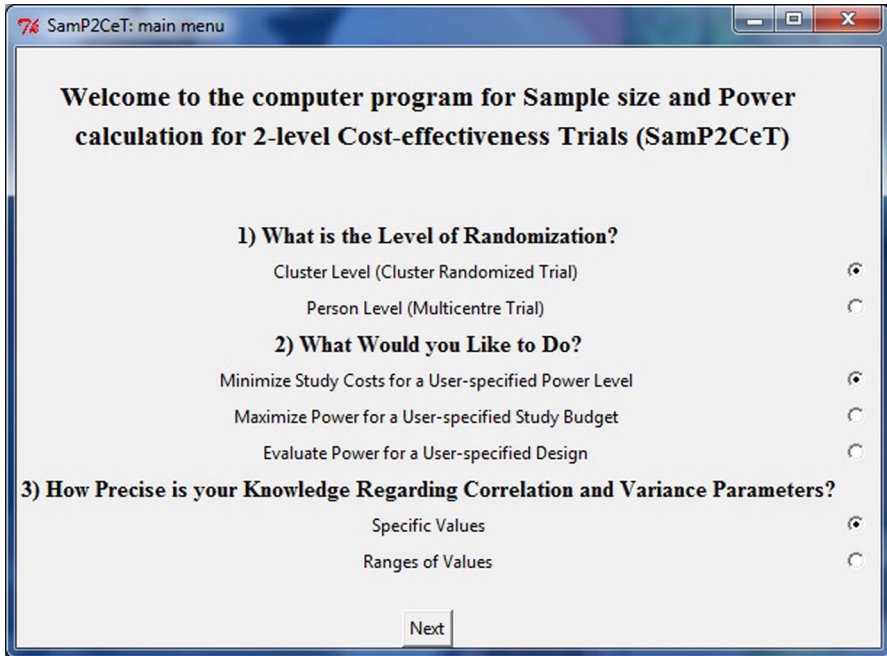 SamP2CeT: main menu
Welcome to the computer program for Sample size and Power
calculation for 2-level Cost-effectiveness Trials (SamP2CeT)
1) What is the Level of Randomization?
Cluster Level (Cluster Randomized Trial)
Person Level (Multicentre Trial)
2) What Would you Like to Do?
Minimize Study Costs for a User-specified Power Level
Maximize Power for a User-specified Study Budget
Evaluate Power for a User-specified Design
3) How Precise is your Knowledge Regarding Correlation and Variance Parameters?
Specific Values
Ranges of Values
Next